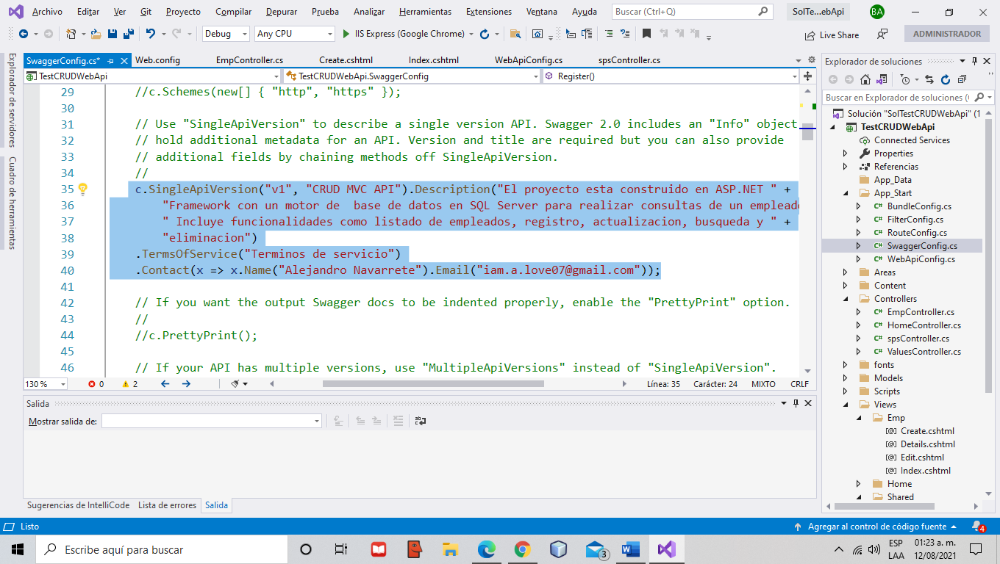 Archivo Editar Ver Git Proyecto Compilar Depurar Prueba Analizar Herramientas Extensiones Ventana Ayuda Buscar (Ctrl+Q) SolTe...ebApi BA
Debug Any CPU IIS Express (Google Chrome) Live Share ADMINISTRADOR
Explorador de servidores
Cuadro de herramientas
SwaggerConfig.cs* Web.config EmpController.cs Create.cshtml Index.cshtml WebApiConfig.cs spsController.cs
TestCRUDWebApi TestCRUDWebApi.SwaggerConfig Register()
29 //c.Schemes(new[] { "http", "https" });
30
31 // Use "SingleApiVersion" to describe a single version API. Swagger 2.0 includes an "Info" object
32 // hold additional metadata for an API. Version and title are required but you can also provide
33 // additional fields by chaining methods off SingleApiVersion.
34 //
35 c.SingleApiVersion("v1", "CRUD MVC API").Description("El proyecto esta construido en ASP.NET " +
36 "Framework con un motor de  base de datos en SQL Server para realizar consultas de un empleado
37 " Incluye funcionalidades como listado de empleados, registro, actualizacion, busqueda y " +
38 "eliminacion")
39 .TermsOfService("Terminos de servicio")
40 .Contact(x => x.Name("Alejandro Navarrete").Email("iam.a.love07@gmail.com"));
41
42 // If you want the output Swagger docs to be indented properly, enable the "PrettyPrint" option.
43 //
44 //c.PrettyPrint();
45
46 // If your API has multiple versions, use "MultipleApiVersions" instead of "SingleApiVersion".
130 % 0 2 Línea: 35 Carácter: 24 MIXTO CRLF
Salida
Mostrar salida de:
Sugerencias de IntelliCode Lista de errores Salida
Explorador de soluciones
Buscar en Explorador de soluciones (
Solución "SolTestCRUDWebApi" (1
TestCRUDWebApi
Connected Services
Properties
Referencias
App_Data
App_Start
C# BundleConfig.cs
C# FilterConfig.cs
C# RouteConfig.cs
C# SwaggerConfig.cs
C# WebApiConfig.cs
Areas
Content
Controllers
C# EmpController.cs
C# HomeController.cs
C# spsController.cs
C# ValuesController.cs
fonts
Models
Scripts
Views
Emp
[@] Create.cshtml
[@] Details.cshtml
[@] Edit.cshtml
[@] Index.cshtml
Home
Shared
Listo Agregar al control de código fuente 4
Escribe aquí para buscar 3 ESP 01:23 a. m.
LAA 12/08/2021